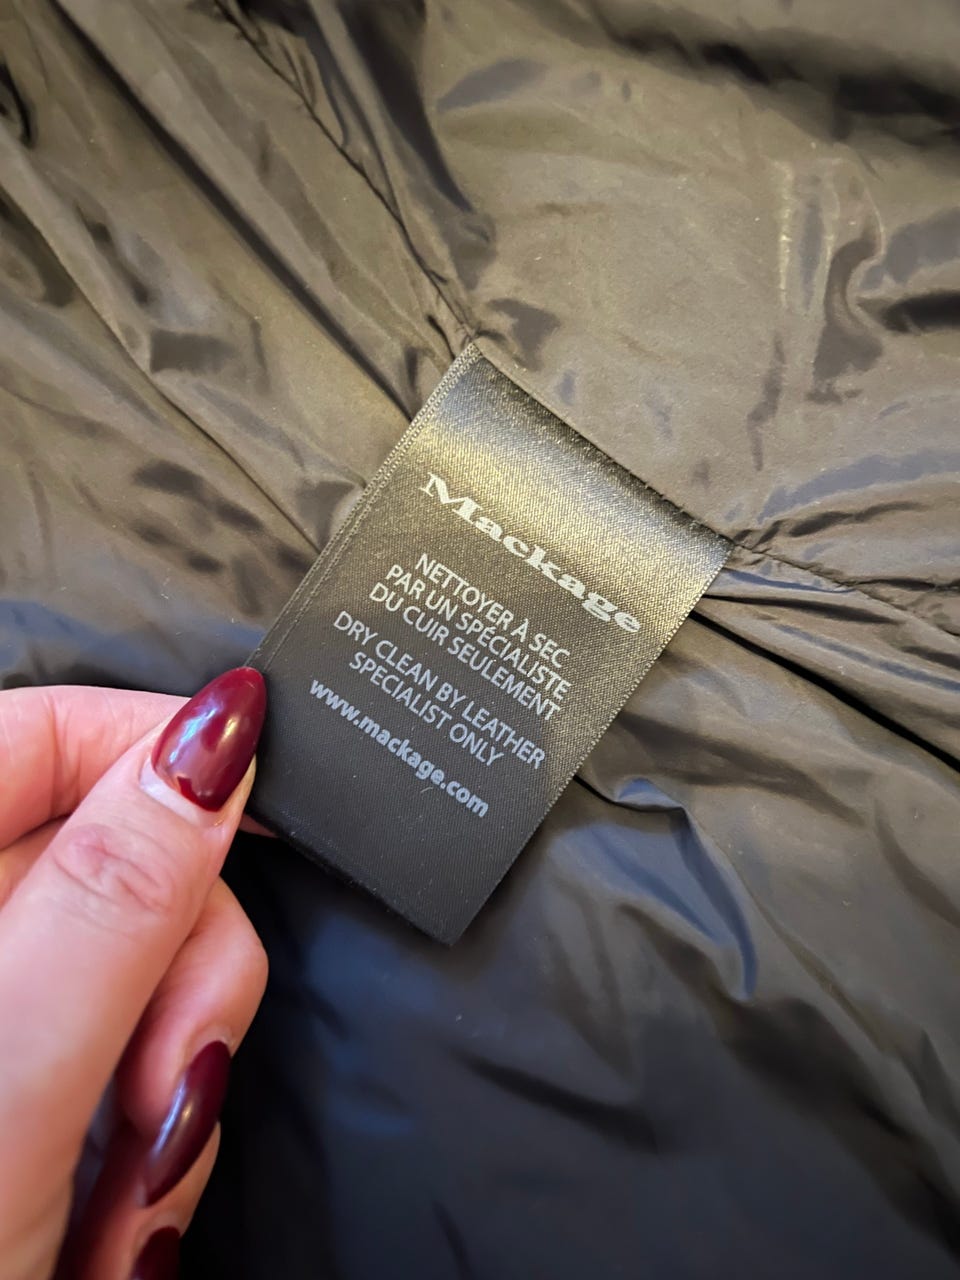 Mackage
NETTOYER À SEC
PAR UN SPÉCIALISTE
DU CUIR SEULEMENT
DRY CLEAN BY LEATHER
SPECIALIST ONLY
www.mackage.com